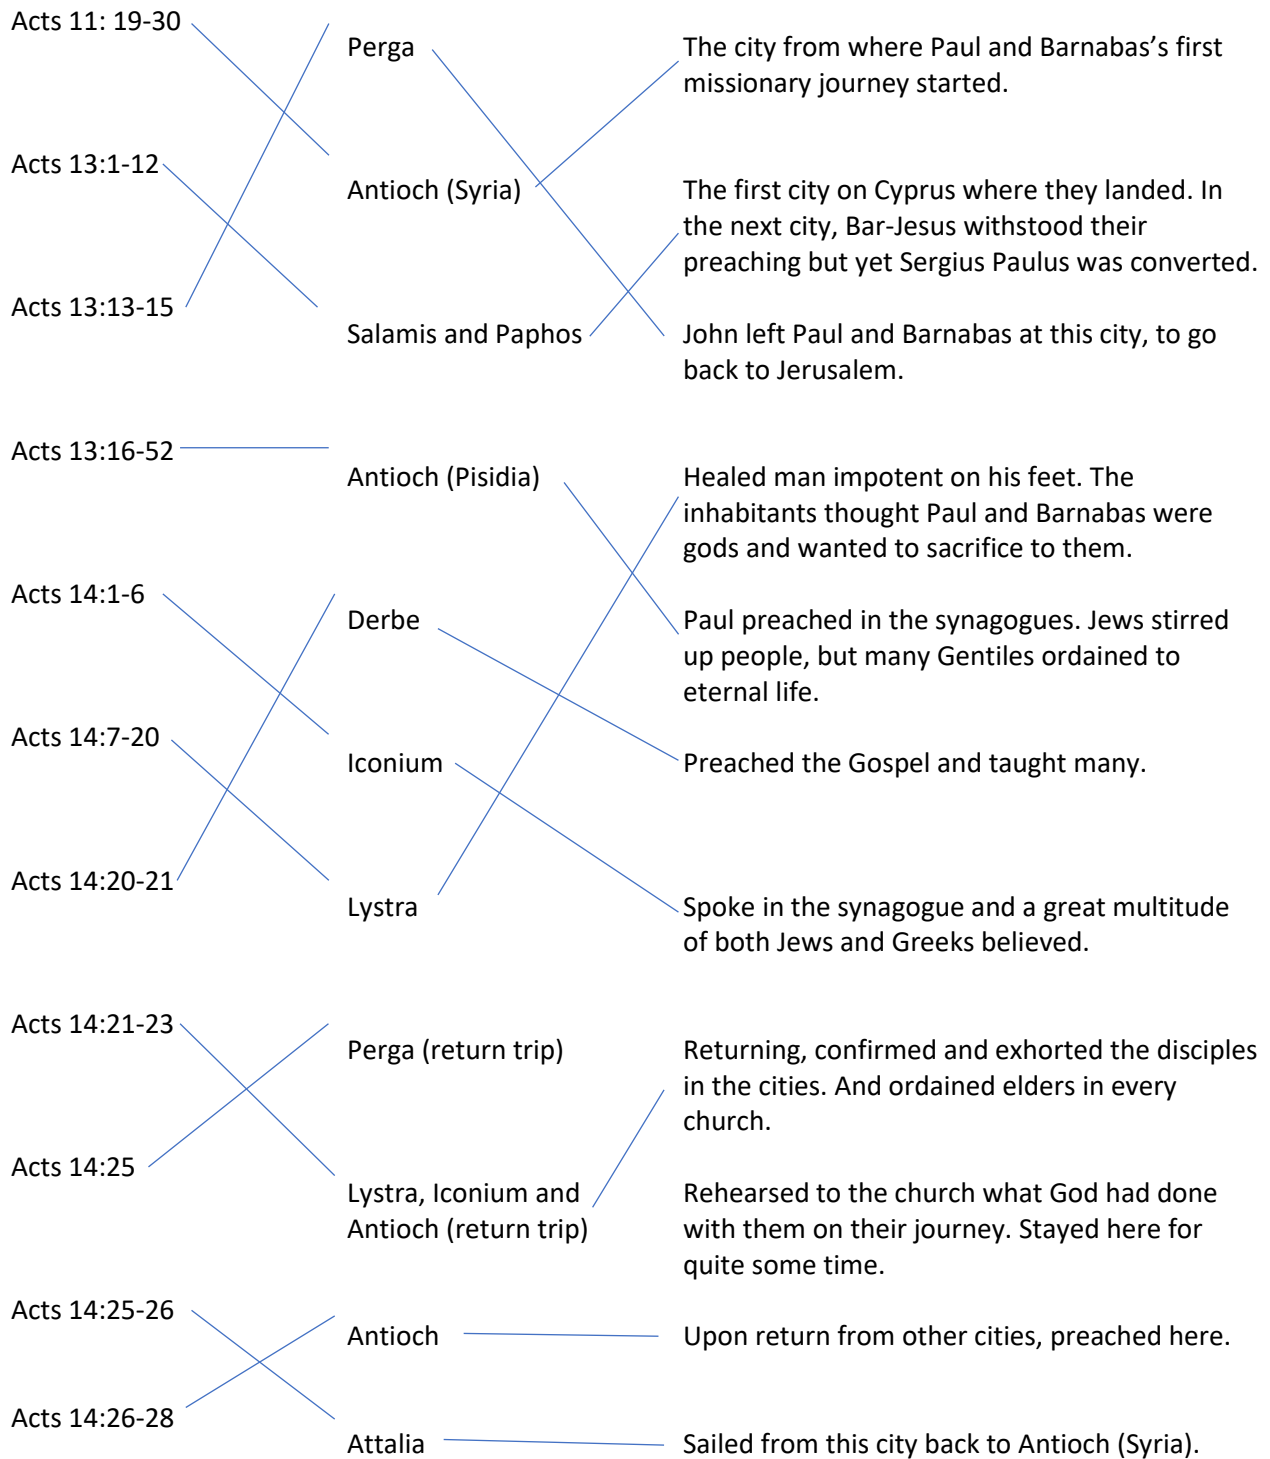 Acts 11: 19-30
Perga
The city from where Paul and Barnabas’s first
missionary journey started.
Acts 13:1-12
Antioch (Syria)
The first city on Cyprus where they landed. In
the next city, Bar-Jesus withstood their
preaching but yet Sergius Paulus was converted.
Acts 13:13-15
Salamis and Paphos
John left Paul and Barnabas at this city, to go
back to Jerusalem.
Acts 13:16-52
Antioch (Pisidia)
Healed man impotent on his feet. The
inhabitants thought Paul and Barnabas were
gods and wanted to sacrifice to them.
Acts 14:1-6
Derbe
Paul preached in the synagogues. Jews stirred
up people, but many Gentiles ordained to
eternal life.
Acts 14:7-20
Iconium
Preached the Gospel and taught many.
Acts 14:20-21
Lystra
Spoke in the synagogue and a great multitude
of both Jews and Greeks believed.
Acts 14:21-23
Perga (return trip)
Returning, confirmed and exhorted the disciples
in the cities. And ordained elders in every
church.
Acts 14:25
Lystra, Iconium and
Antioch (return trip)
Rehearsed to the church what God had done
with them on their journey. Stayed here for
quite some time.
Acts 14:25-26
Antioch
Upon return from other cities, preached here.
Acts 14:26-28
Attalia
Sailed from this city back to Antioch (Syria).